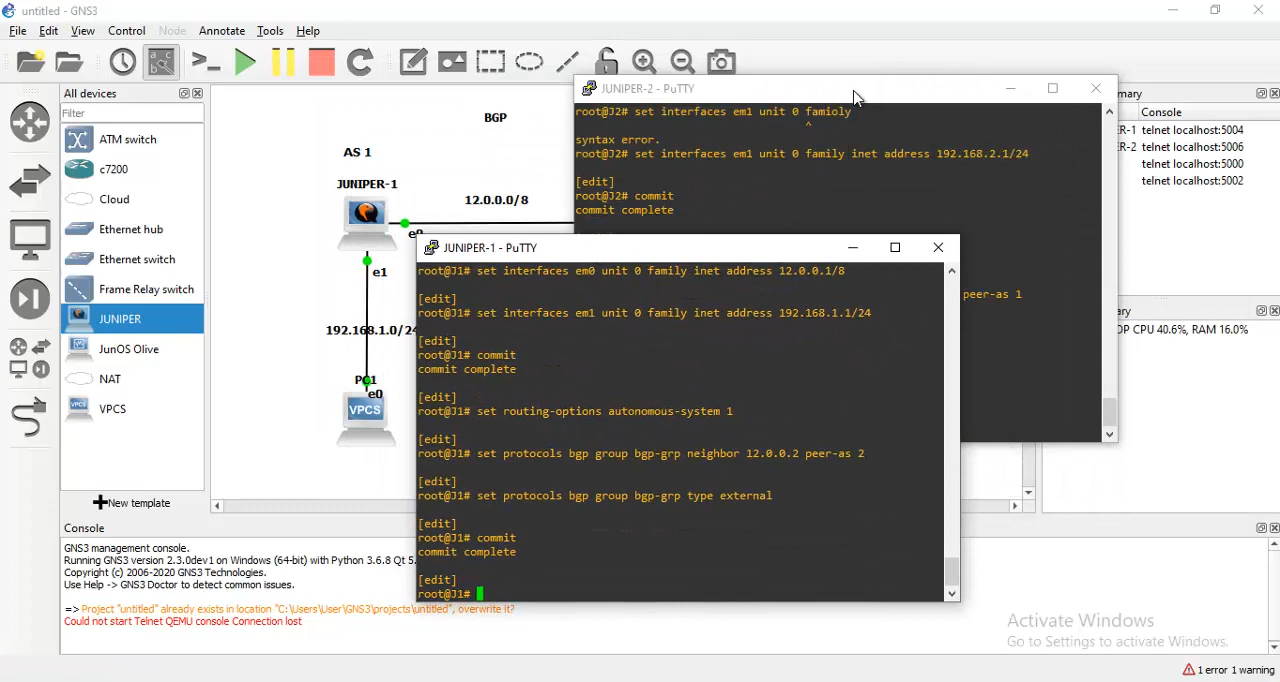 untitled - GNS3
File Edit View Control Node Annotate Tools Help
All devices
Filter
ATM switch
c7200
Cloud
Ethernet hub
Ethernet switch
Frame Relay switch
JUNIPER
JunOS Olive
NAT
VPCS
New template
BGP
AS 1
JUNIPER-1
12.0.0.0/8
e1
192.168.1.0/24
PC1
e0
VPCS
JUNIPER-2 - PuTTY
root@J2# set interfaces em1 unit 0 famioly
^
syntax error.
root@J2# set interfaces em1 unit 0 family inet address 192.168.2.1/24
[edit]
root@J2# commit
commit complete
peer-as 1
JUNIPER-1 - PuTTY
root@J1# set interfaces em0 unit 0 family inet address 12.0.0.1/8
[edit]
root@J1# set interfaces em1 unit 0 family inet address 192.168.1.1/24
[edit]
root@J1# commit
commit complete
[edit]
root@J1# set routing-options autonomous-system 1
[edit]
root@J1# set protocols bgp group bgp-grp neighbor 12.0.0.2 peer-as 2
[edit]
root@J1# set protocols bgp group bgp-grp type external
[edit]
root@J1# commit
commit complete
[edit]
root@J1#
mary
Console
R-1 telnet localhost:5004
R-2 telnet localhost:5006
telnet localhost:5000
telnet localhost:5002
ary
OP CPU 40.6%, RAM 16.0%
Console
GNS3 management console.
Running GNS3 version 2.3.0dev1 on Windows (64-bit) with Python 3.6.8 Qt 5.
Copyright (c) 2006-2020 GNS3 Technologies.
Use Help -> GNS3 Doctor to detect common issues.
=> Project "untitled" already exists in location "C:\Users\User\GNS3\projects\untitled", overwrite it?
Could not start Telnet QEMU console Connection lost
Activate Windows
Go to Settings to activate Windows.
1 error 1 warning